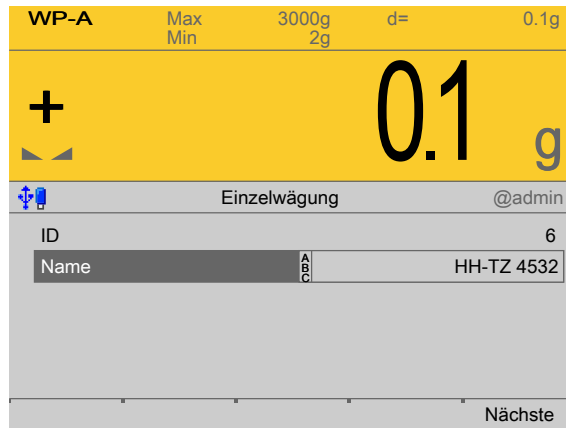 WP-A Max 3000g d= 0.1g
Min 2g
+ 0.1 g
Einzelwägung @admin
ID 6
Name ABC HH-TZ 4532
Nächste